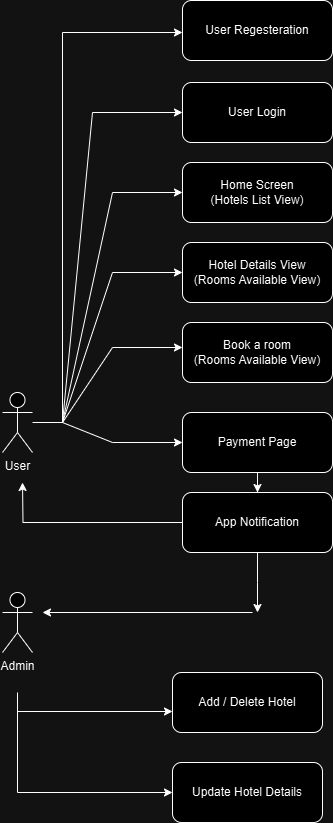 User Regesteration
User Login
Home Screen
(Hotels List View)
Hotel Details View
(Rooms Available View)
Book a room
(Rooms Available View)
Payment Page
User
App Notification
Admin
Add / Delete Hotel
Update Hotel Details